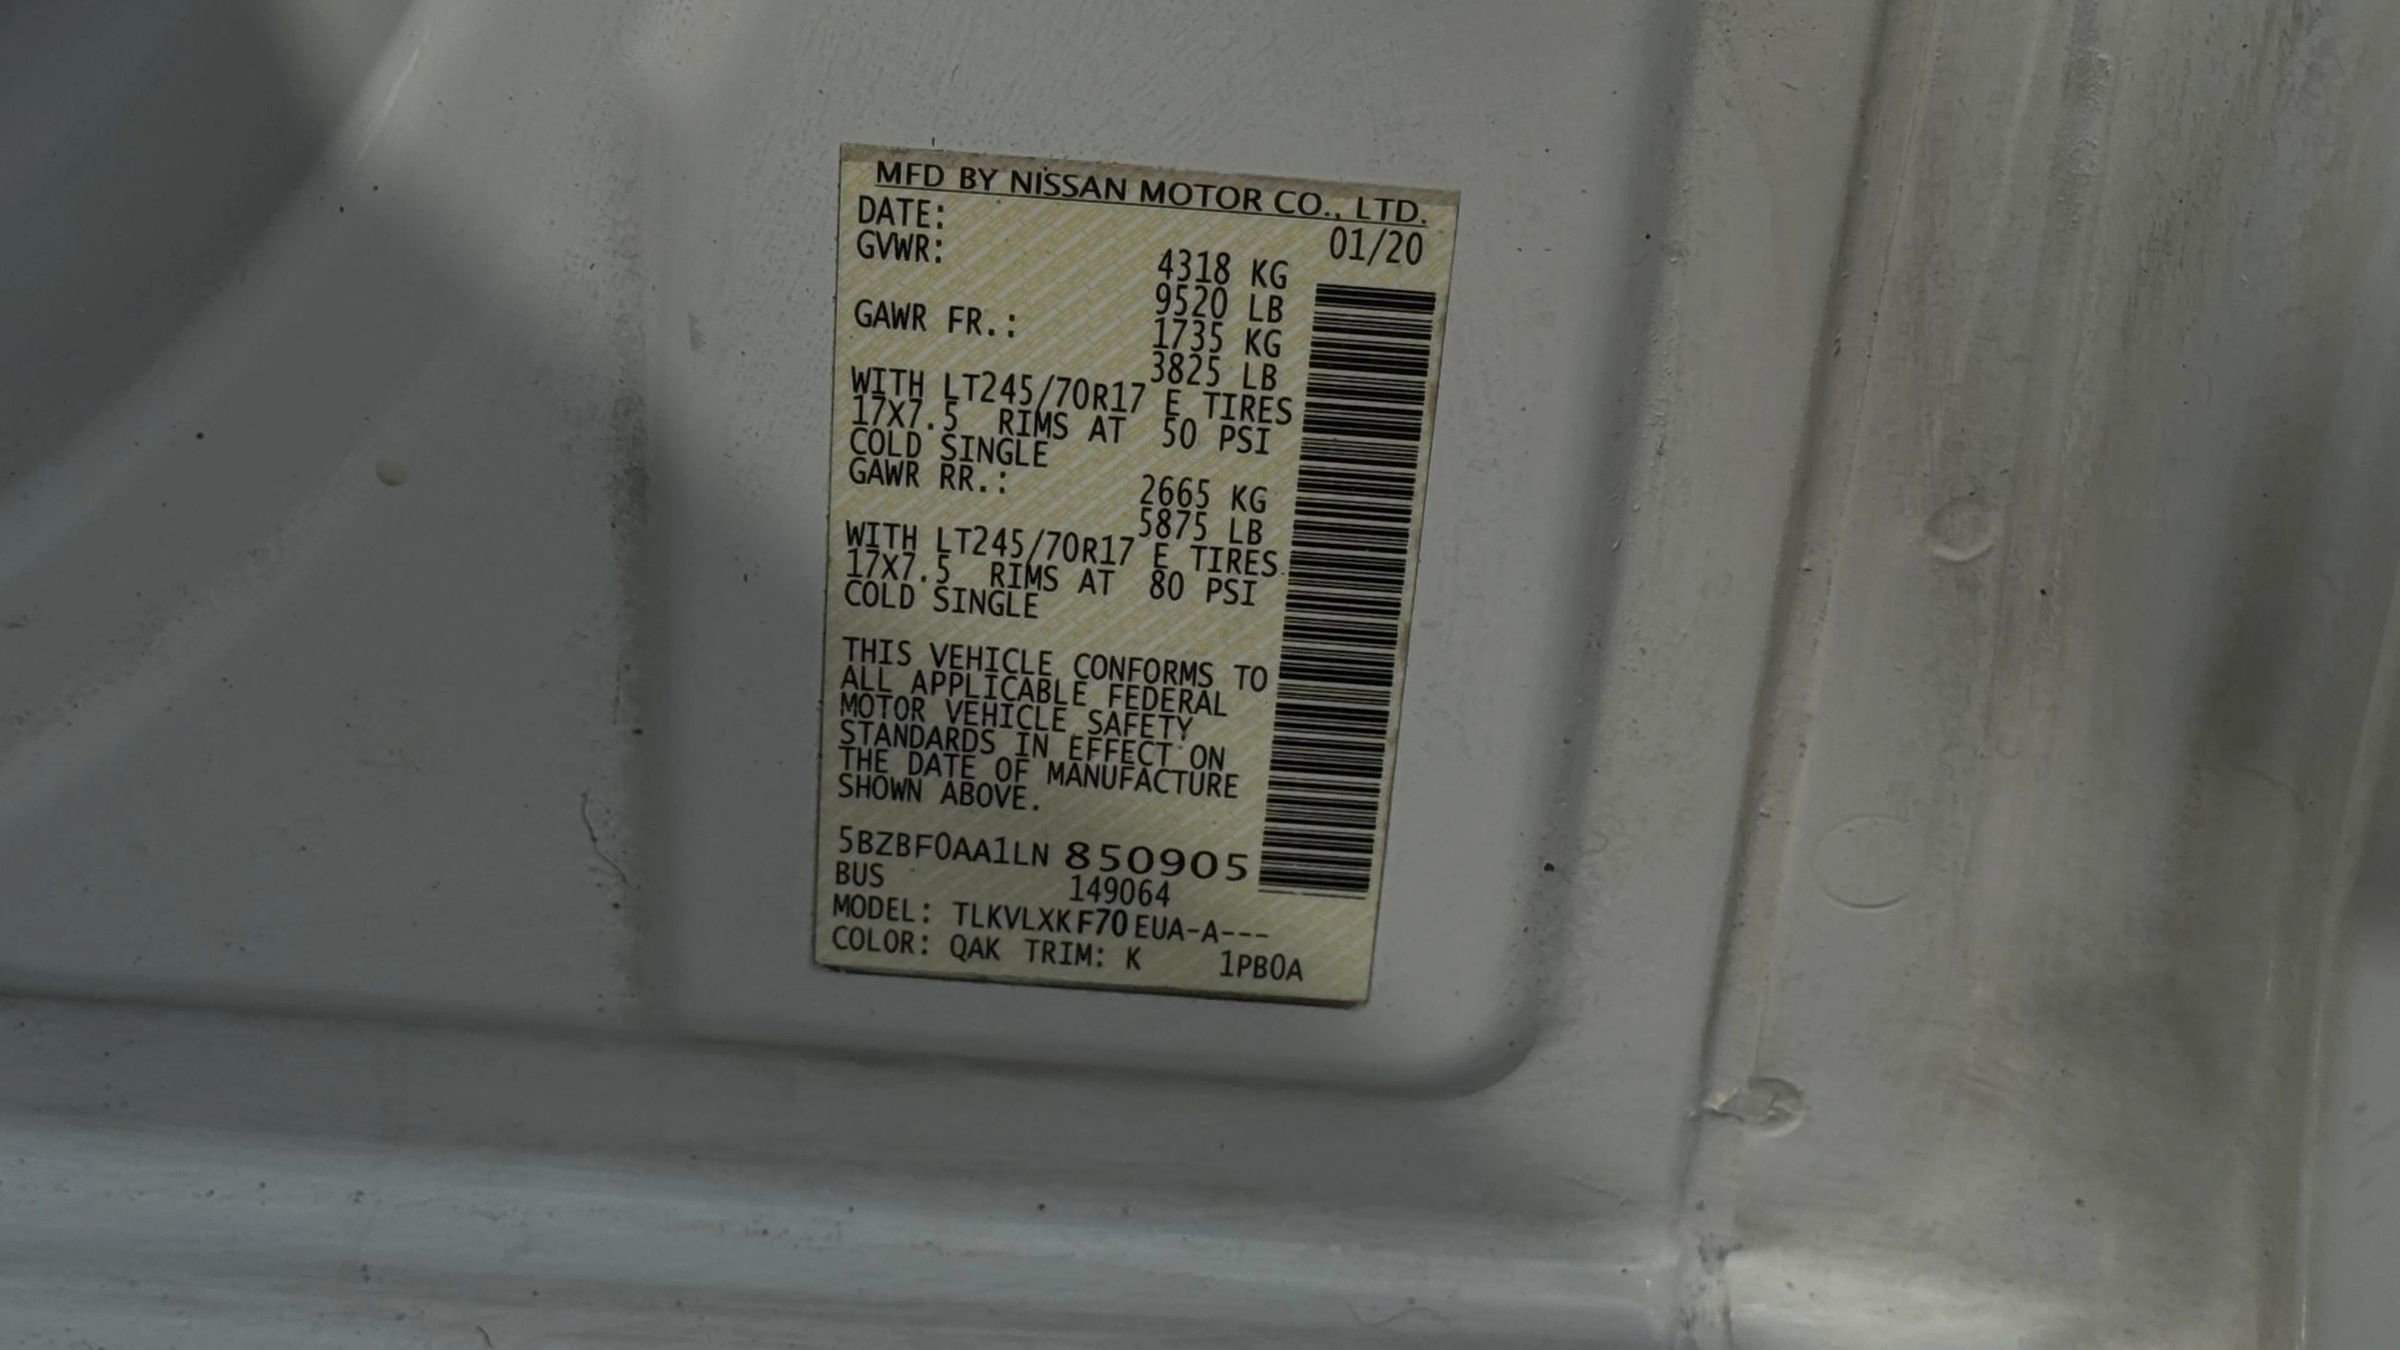 MFD BY NISSAN MOTOR CO., LTD.
DATE: 01/20
GVWR: 4318 KG
9520 LB
GAWR FR.: 1735 KG
3825 LB
WITH LT245/70R17 E TIRES
17X7.5 RIMS AT 50 PSI
COLD SINGLE
GAWR RR.: 2665 KG
5875 LB
WITH LT245/70R17 E TIRES
17X7.5 RIMS AT 80 PSI
COLD SINGLE
THIS VEHICLE CONFORMS TO
ALL APPLICABLE FEDERAL
MOTOR VEHICLE SAFETY
STANDARDS IN EFFECT ON
THE DATE OF MANUFACTURE
SHOWN ABOVE.
5BZBF0AA1LN 850905
BUS 149064
MODEL: TLKVLXKF70EUA-A---
COLOR: QAK TRIM: K 1PB0A